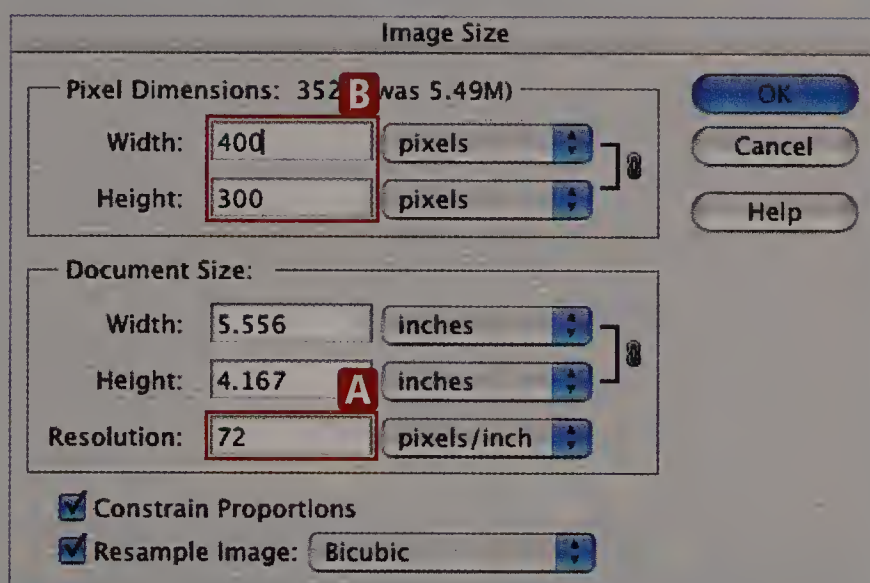 Image Size
Pixel Dimensions: 352 was 5.49M)
B
OK
Width: 400 pixels
Cancel
Height: 300 pixels
Help
Document Size:
Width: 5.556 inches
Height: 4.167 inches
A
Resolution: 72 pixels/inch
Constrain Proportions
Resample Image: Bicubic